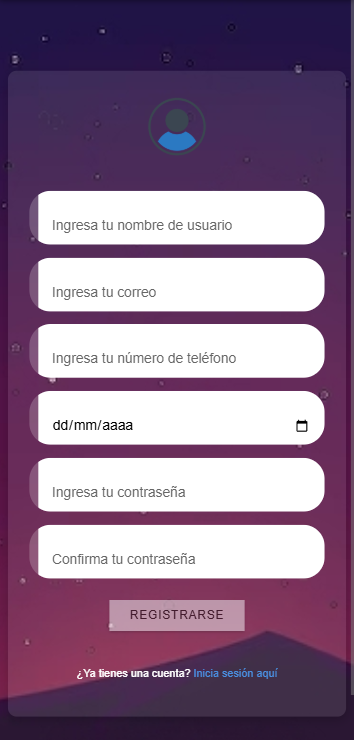 Ingresa tu nombre de usuario
Ingresa tu correo
Ingresa tu número de teléfono
dd/mm/aaaa
Ingresa tu contraseña
Confirma tu contraseña
REGISTRARSE
¿Ya tienes una cuenta? Inicia sesión aquí